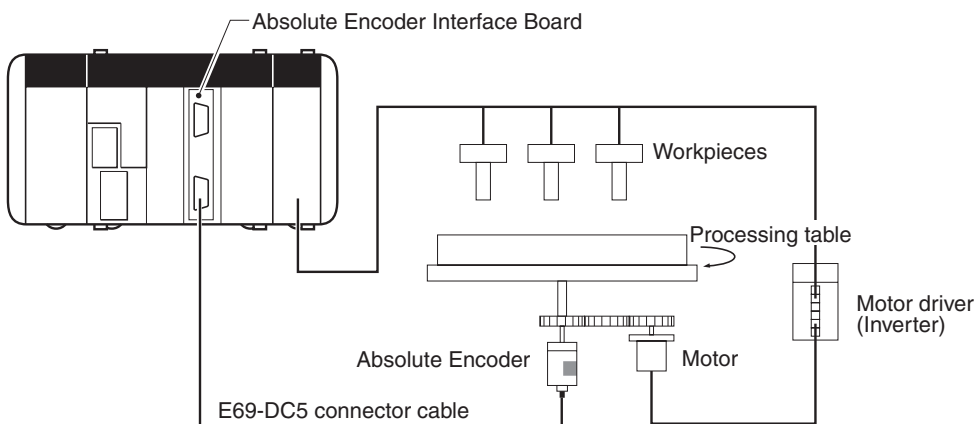 Absolute Encoder Interface Board
Workpieces
Processing table
Motor driver
(Inverter)
Absolute Encoder
Motor
E69-DC5 connector cable